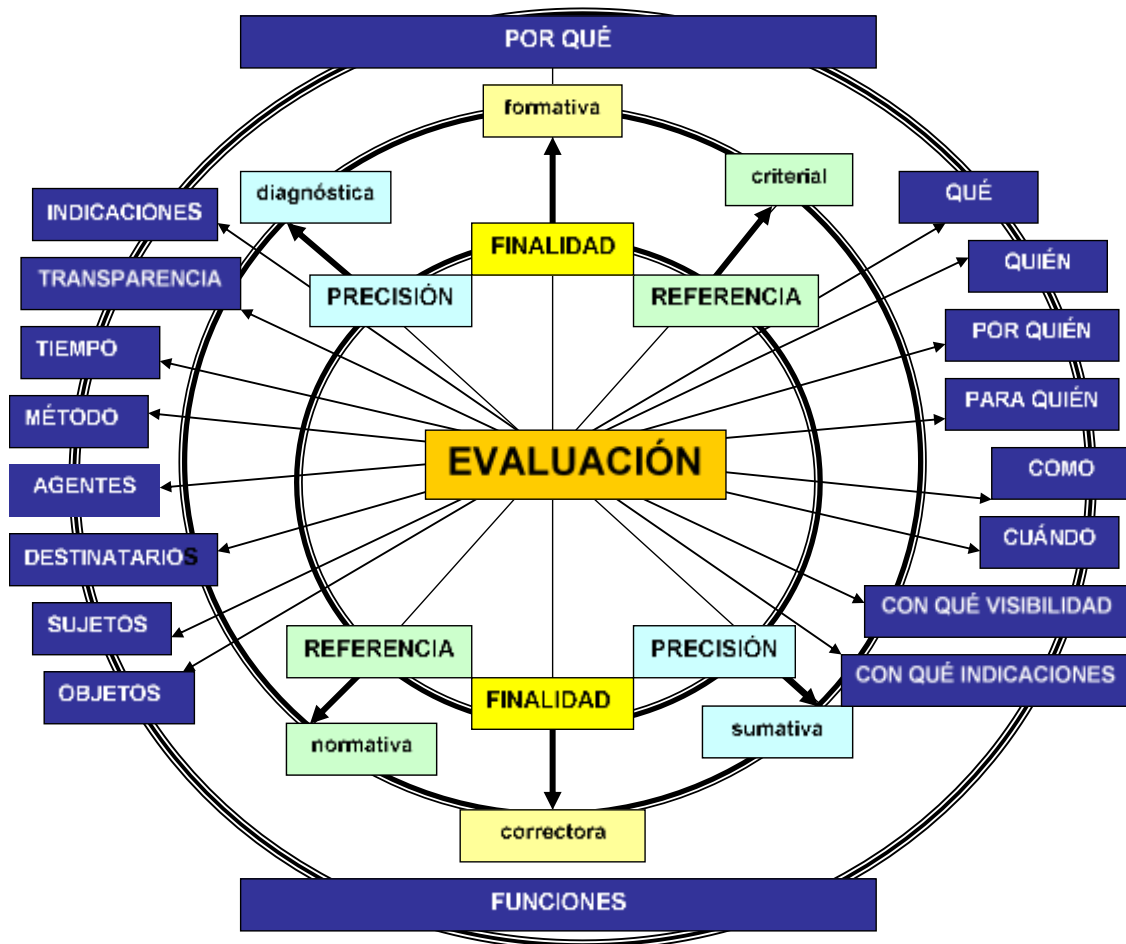 POR QUÉ
formativa
criterial
diagnóstica
QUÉ
INDICACIONES
FINALIDAD
QUIÉN
TRANSPARENCIA
PRECISIÓN
REFERENCIA
POR QUIÉN
TIEMPO
PARA QUIÉN
MÉTODO
EVALUACIÓN
COMO
AGENTES
CUÁNDO
DESTINATARIOS
CON QUÉ VISIBILIDAD
SUJETOS
REFERENCIA
PRECISIÓN
CON QUÉ INDICACIONES
OBJETOS
FINALIDAD
sumativa
normativa
correctora
FUNCIONES